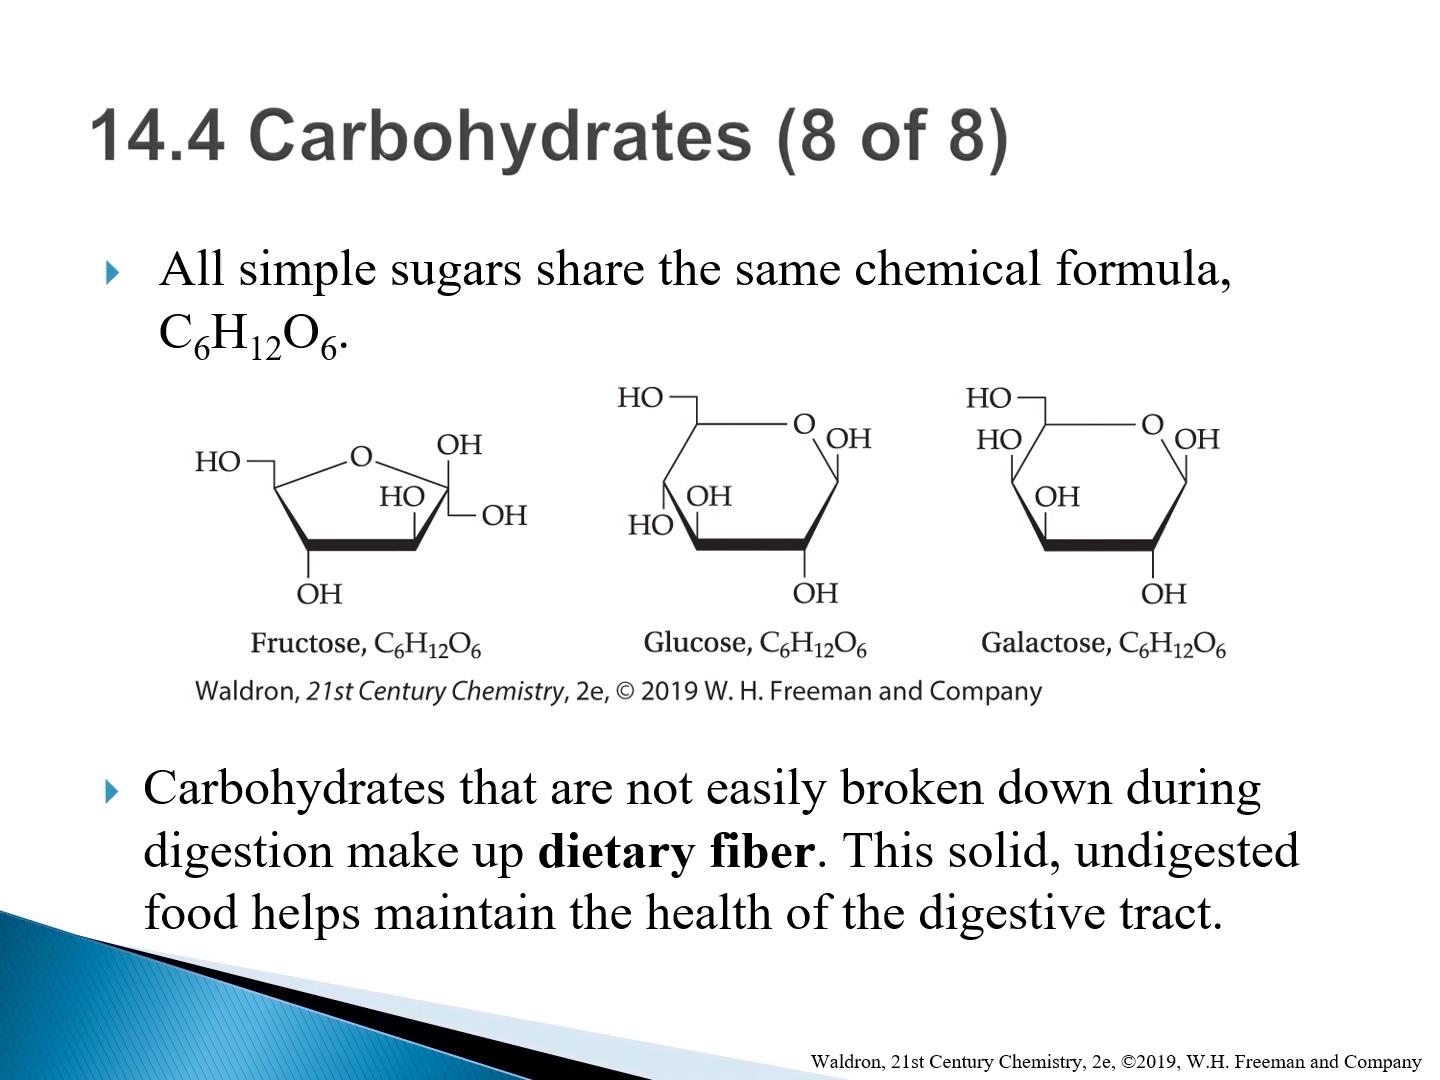 14.4 Carbohydrates (8 of 8)
All simple sugars share the same chemical formula,
C₆H₁₂O₆.
HO
O
OH
HO
OH
OH
Fructose, C₆H₁₂O₆
HO
O
OH
OH
HO
OH
Glucose, C₆H₁₂O₆
HO
HO
O
OH
OH
OH
Galactose, C₆H₁₂O₆
Waldron, 21st Century Chemistry, 2e, © 2019 W. H. Freeman and Company
Carbohydrates that are not easily broken down during
digestion make up dietary fiber. This solid, undigested
food helps maintain the health of the digestive tract.
Waldron, 21st Century Chemistry, 2e, ©2019, W.H. Freeman and Company